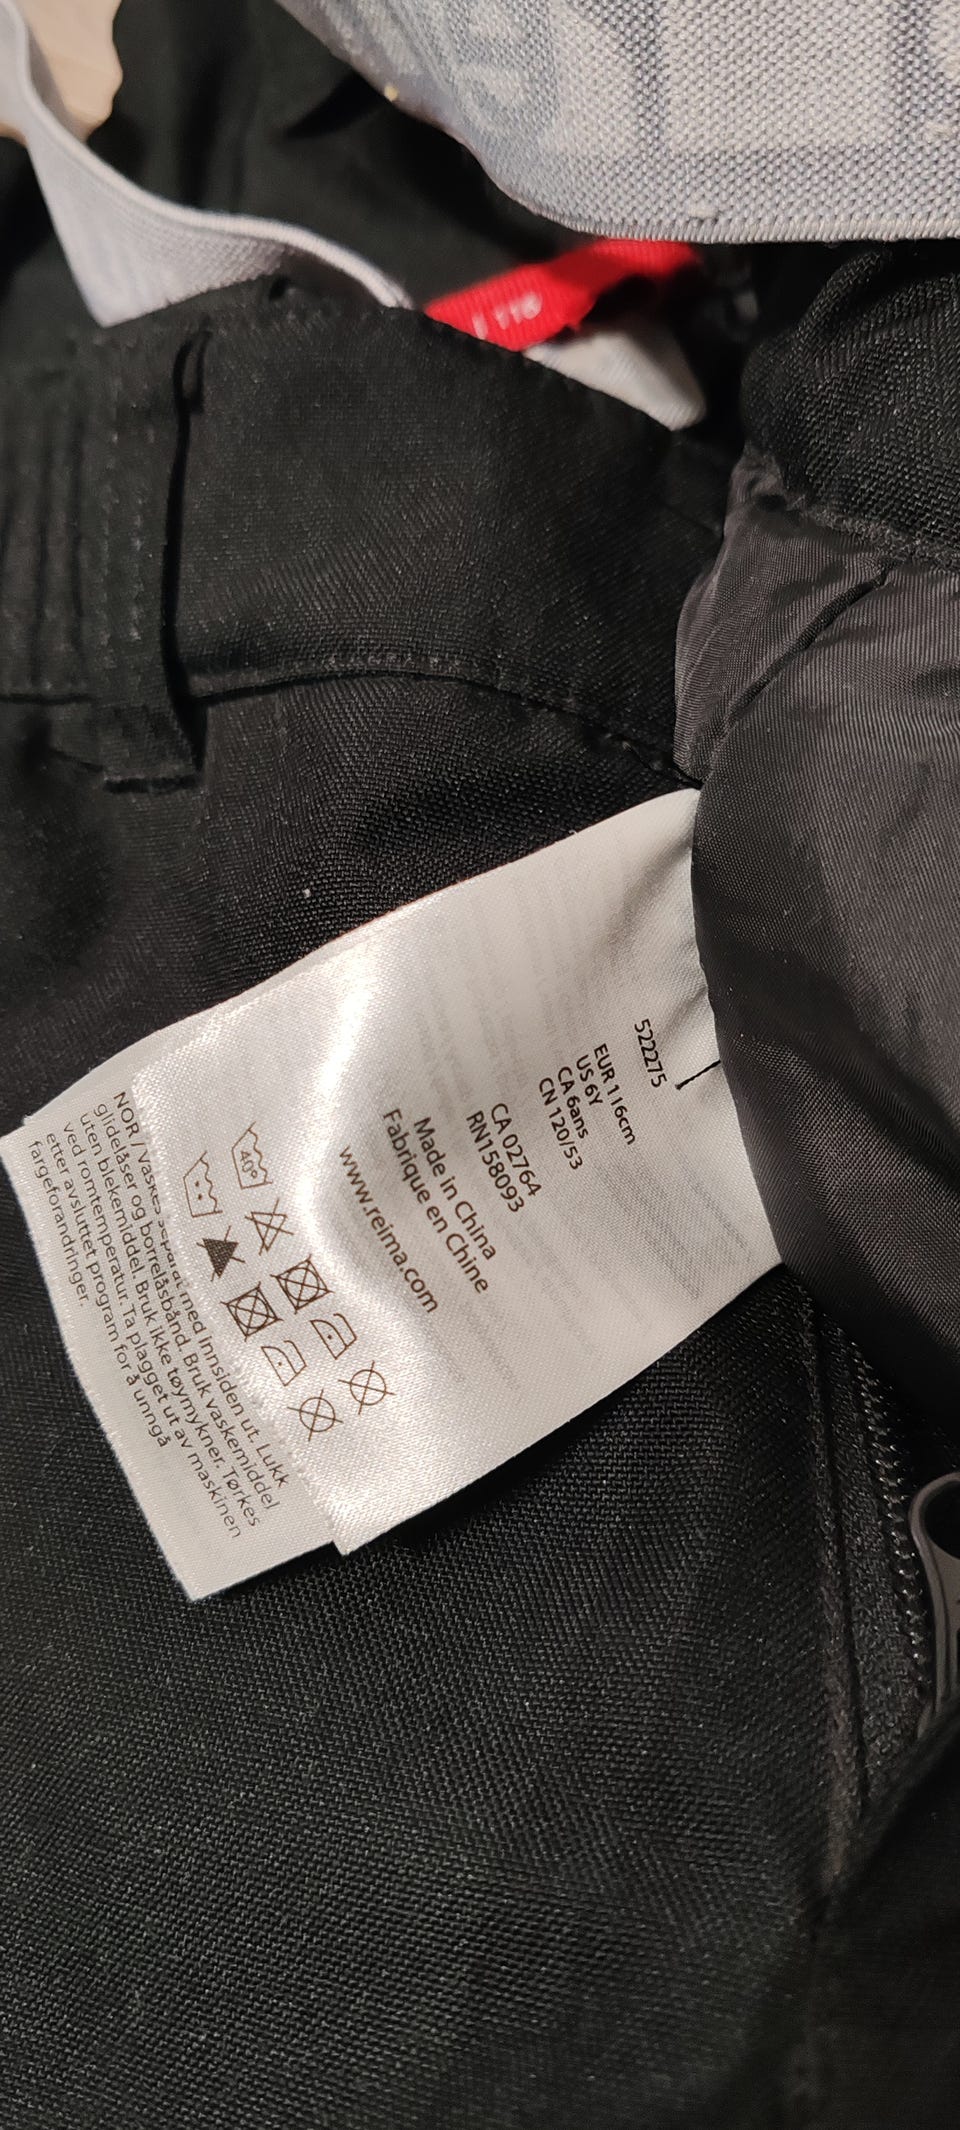 116
522275
EUR 116cm
US 6Y
CA 6ans
CN 120/53
CA 02764
RN158093
Made in China
Fabrique en Chine
www.reima.com
40°
NOR / Vaskes separat med innsiden ut. Lukk
glidelåser og borrelåsbånd. Bruk vaskemiddel
uten blekemiddel. Bruk ikke tøymykner. Tørkes
ved romtemperatur. Ta plagget ut av maskinen
etter avsluttet program for å unngå
fargeforandringer.